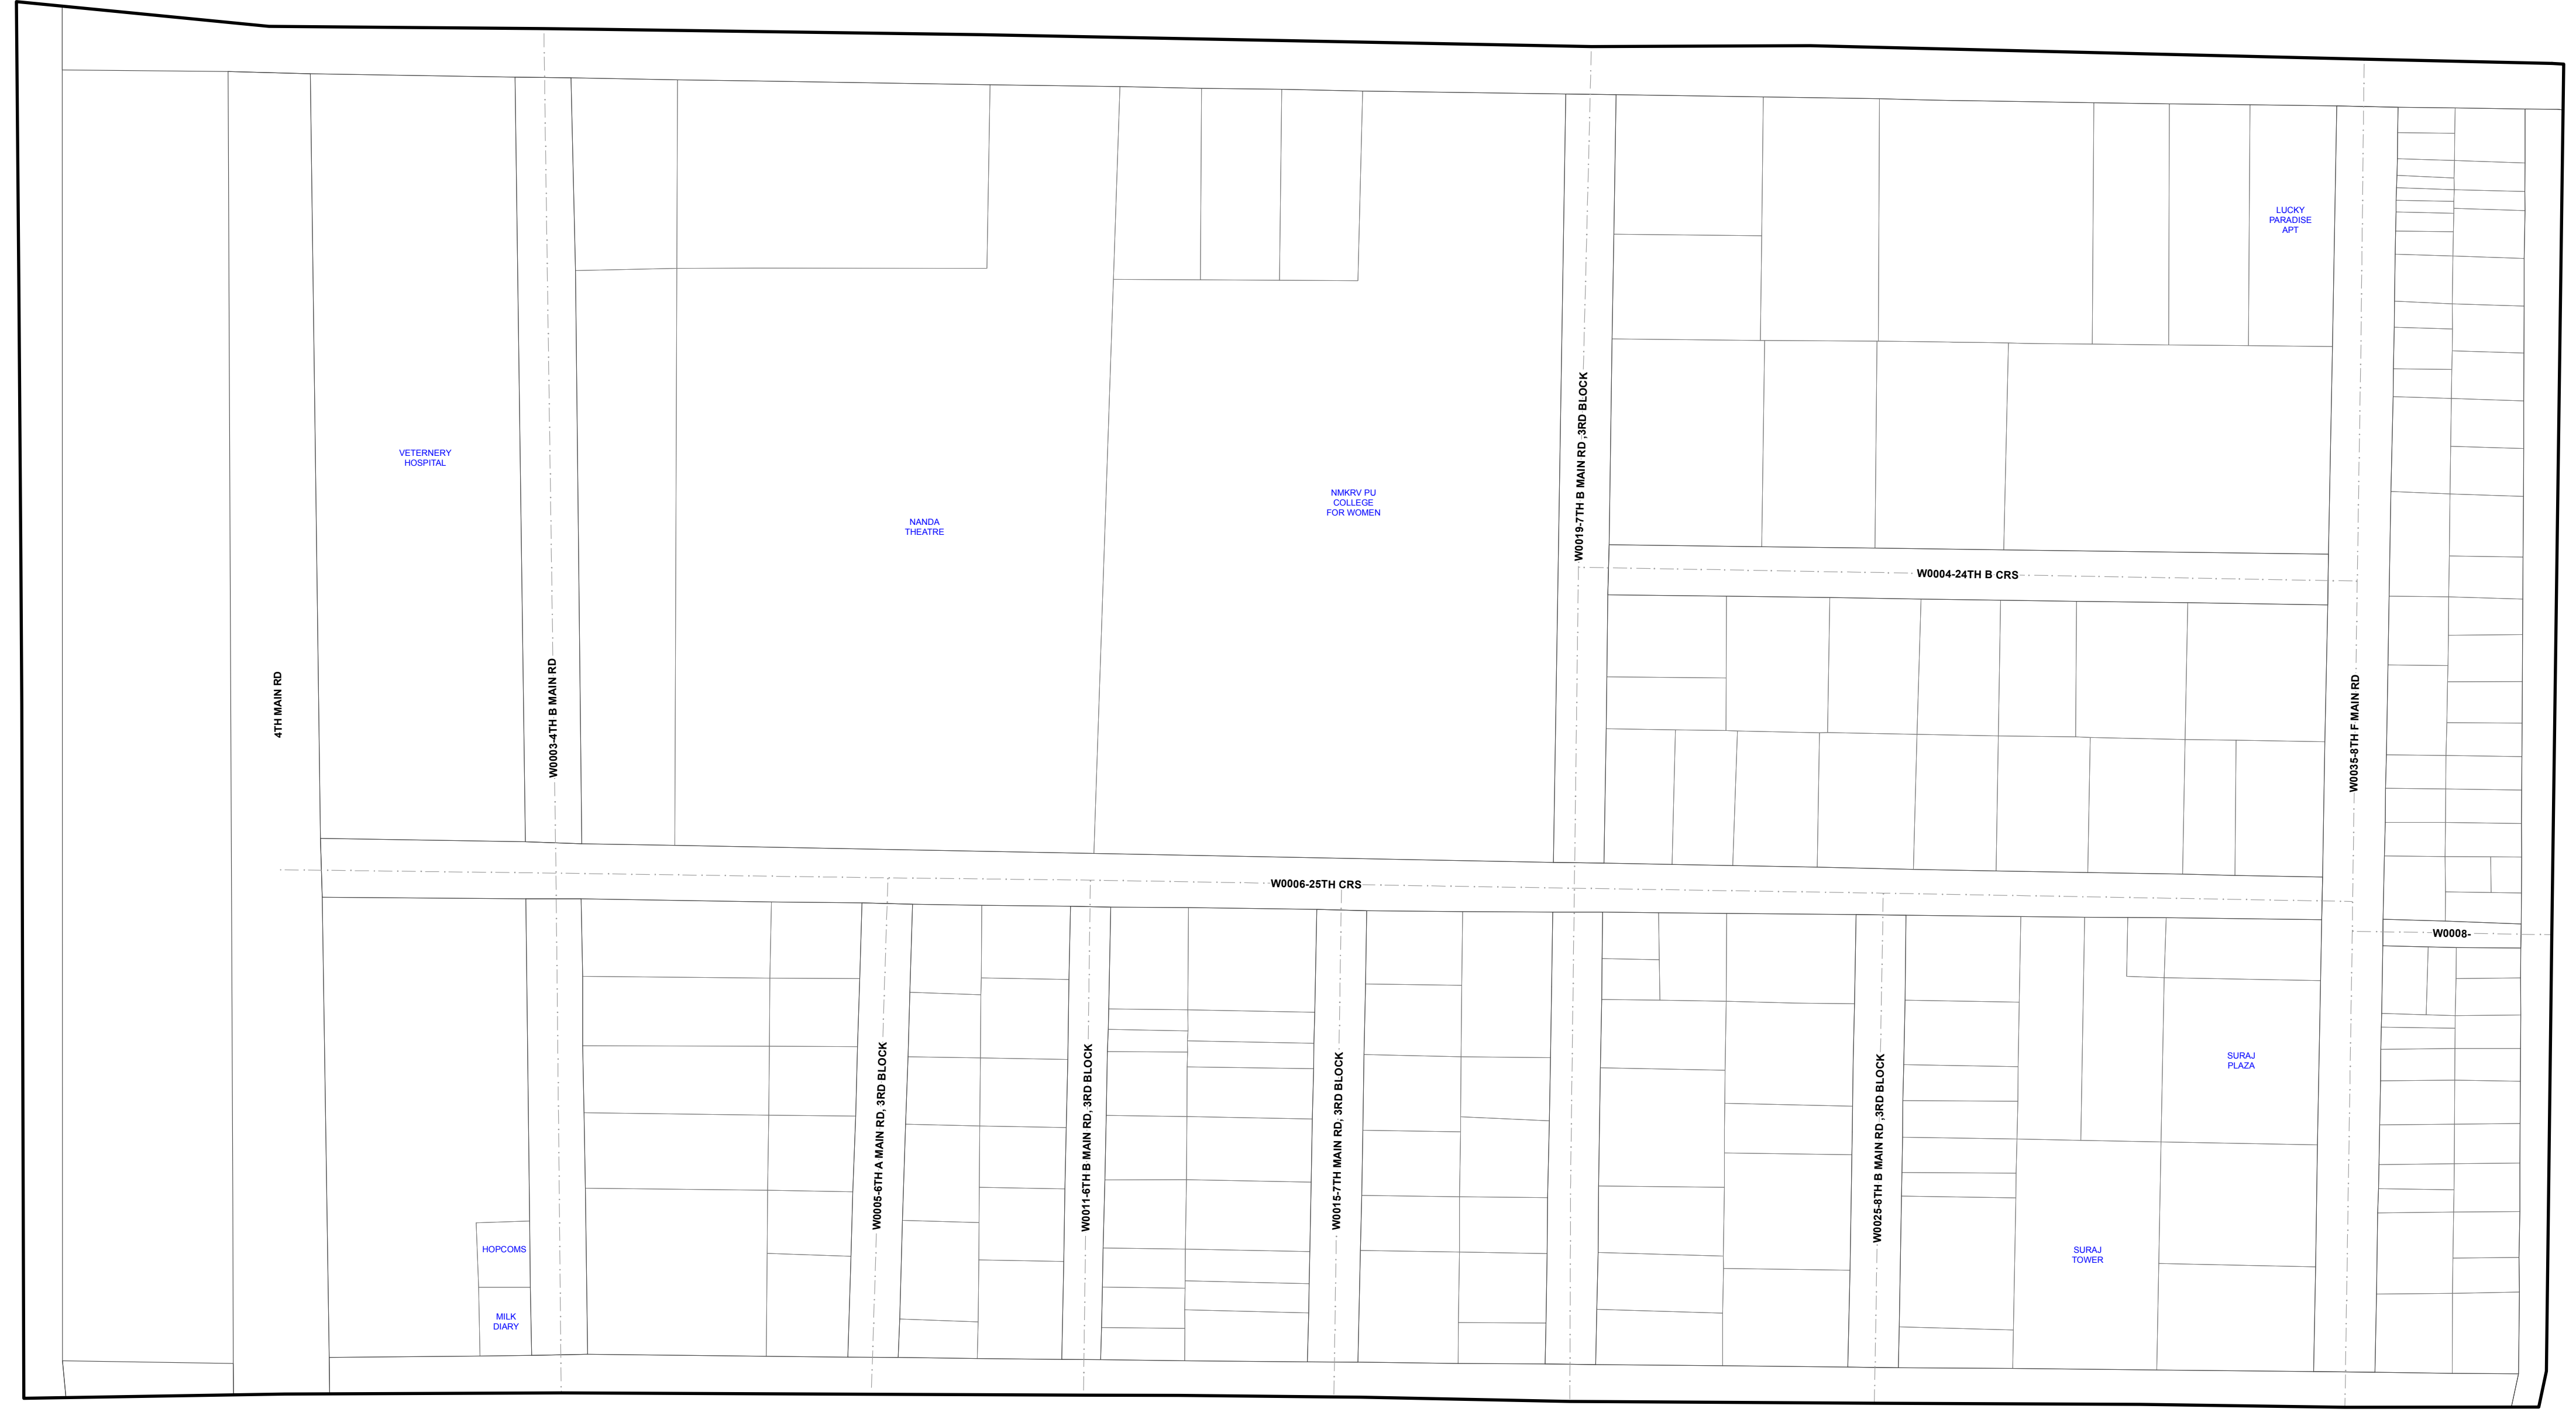 LUCKY
PARADISE
APT
VETERNERY
HOSPITAL
NMKRV PU
COLLEGE
FOR WOMEN
NANDA
THEATRE
W0019-7TH B MAIN RD ,3RD BLOCK
W0004-24TH B CRS
4TH MAIN RD
W0003-4TH B MAIN RD
W0035-8TH F MAIN RD
W0006-25TH CRS
W0008-
SURAJ
PLAZA
W0005-6TH A MAIN RD, 3RD BLOCK
W0011-6TH B MAIN RD, 3RD BLOCK
W0015-7TH MAIN RD, 3RD BLOCK
W0025-8TH B MAIN RD ,3RD BLOCK
HOPCOMS
SURAJ
TOWER
MILK
DIARY